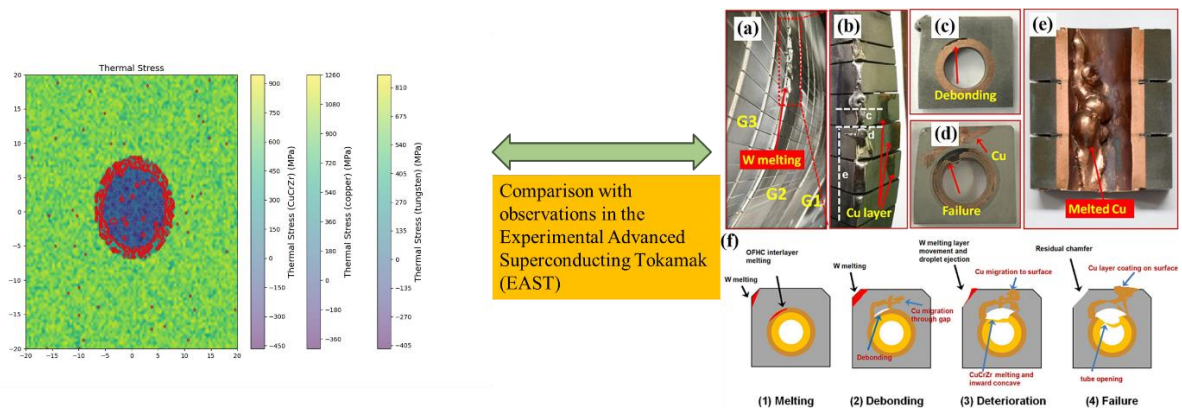 Thermal Stress
20
15
10
5
0
−5
−10
−15
−20
−20
−15
−10
−5
0
5
10
15
20
900
750
600
450
300
150
0
−150
−300
−450
Thermal Stress (CuCrZr) (MPa)
1260
1080
900
720
540
360
180
0
−180
−360
Thermal Stress (copper) (MPa)
810
675
540
405
270
135
0
−135
−270
−405
Thermal Stress (tungsten) (MPa)
Comparison with
observations in the
Experimental Advanced
Superconducting Tokamak
(EAST)
(a)
G3
W melting
G2
G1
(b)
c
d
e
Cu layer
(c)
Debonding
(d)
Cu
Failure
(e)
Melted Cu
(f)
OFHC interlayer
melting
W melting
(1) Melting
W melting
Cu migration
through gap
Debonding
(2) Debonding
W melting layer
movement and
droplet ejection
Cu migration to surface
CuCrZr melting and
inward concave
(3) Deterioration
Residual chamfer
Cu layer coating on surface
tube opening
(4) Failure